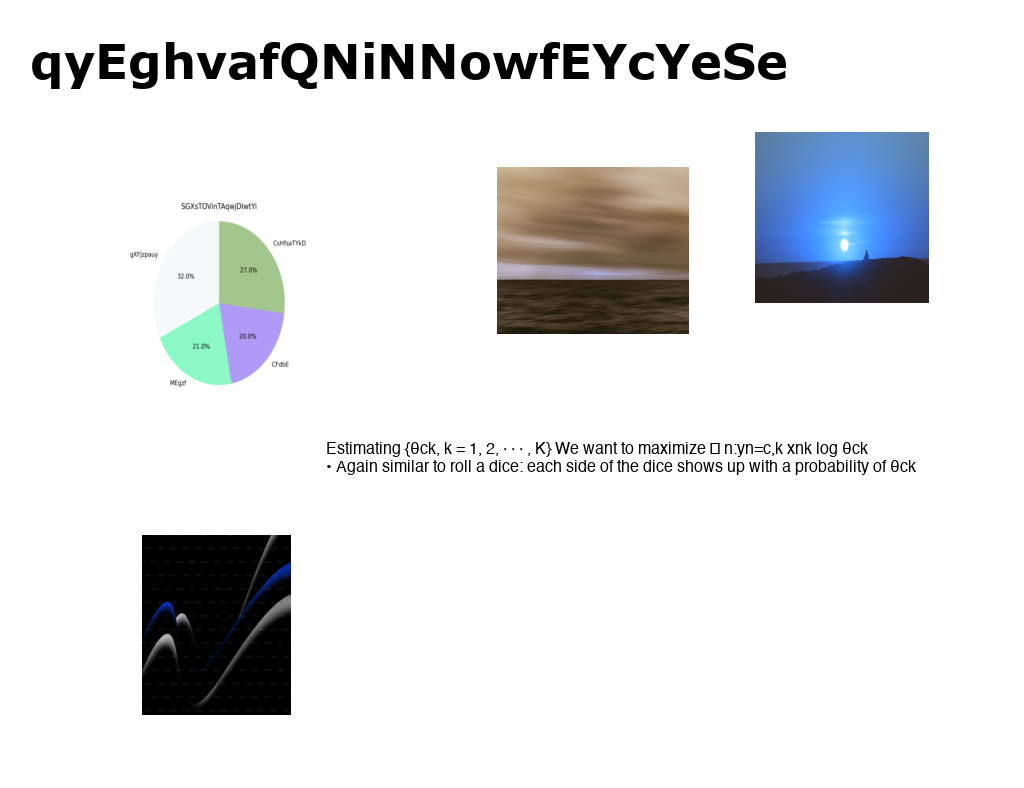 qyEghvafQNiNNowfEYcYeSe
SGXsTOVinTAqwjDIwtYi
CsHfsaTYkD
gXFJzpauy
27.0%
32.0%
20.0%
21.0%
CFdbE
MEgzf
Estimating {θck, k = 1, 2, · · · , K} We want to maximize □ n:yn=c,k xnk log θck
• Again similar to roll a dice: each side of the dice shows up with a probability of θck